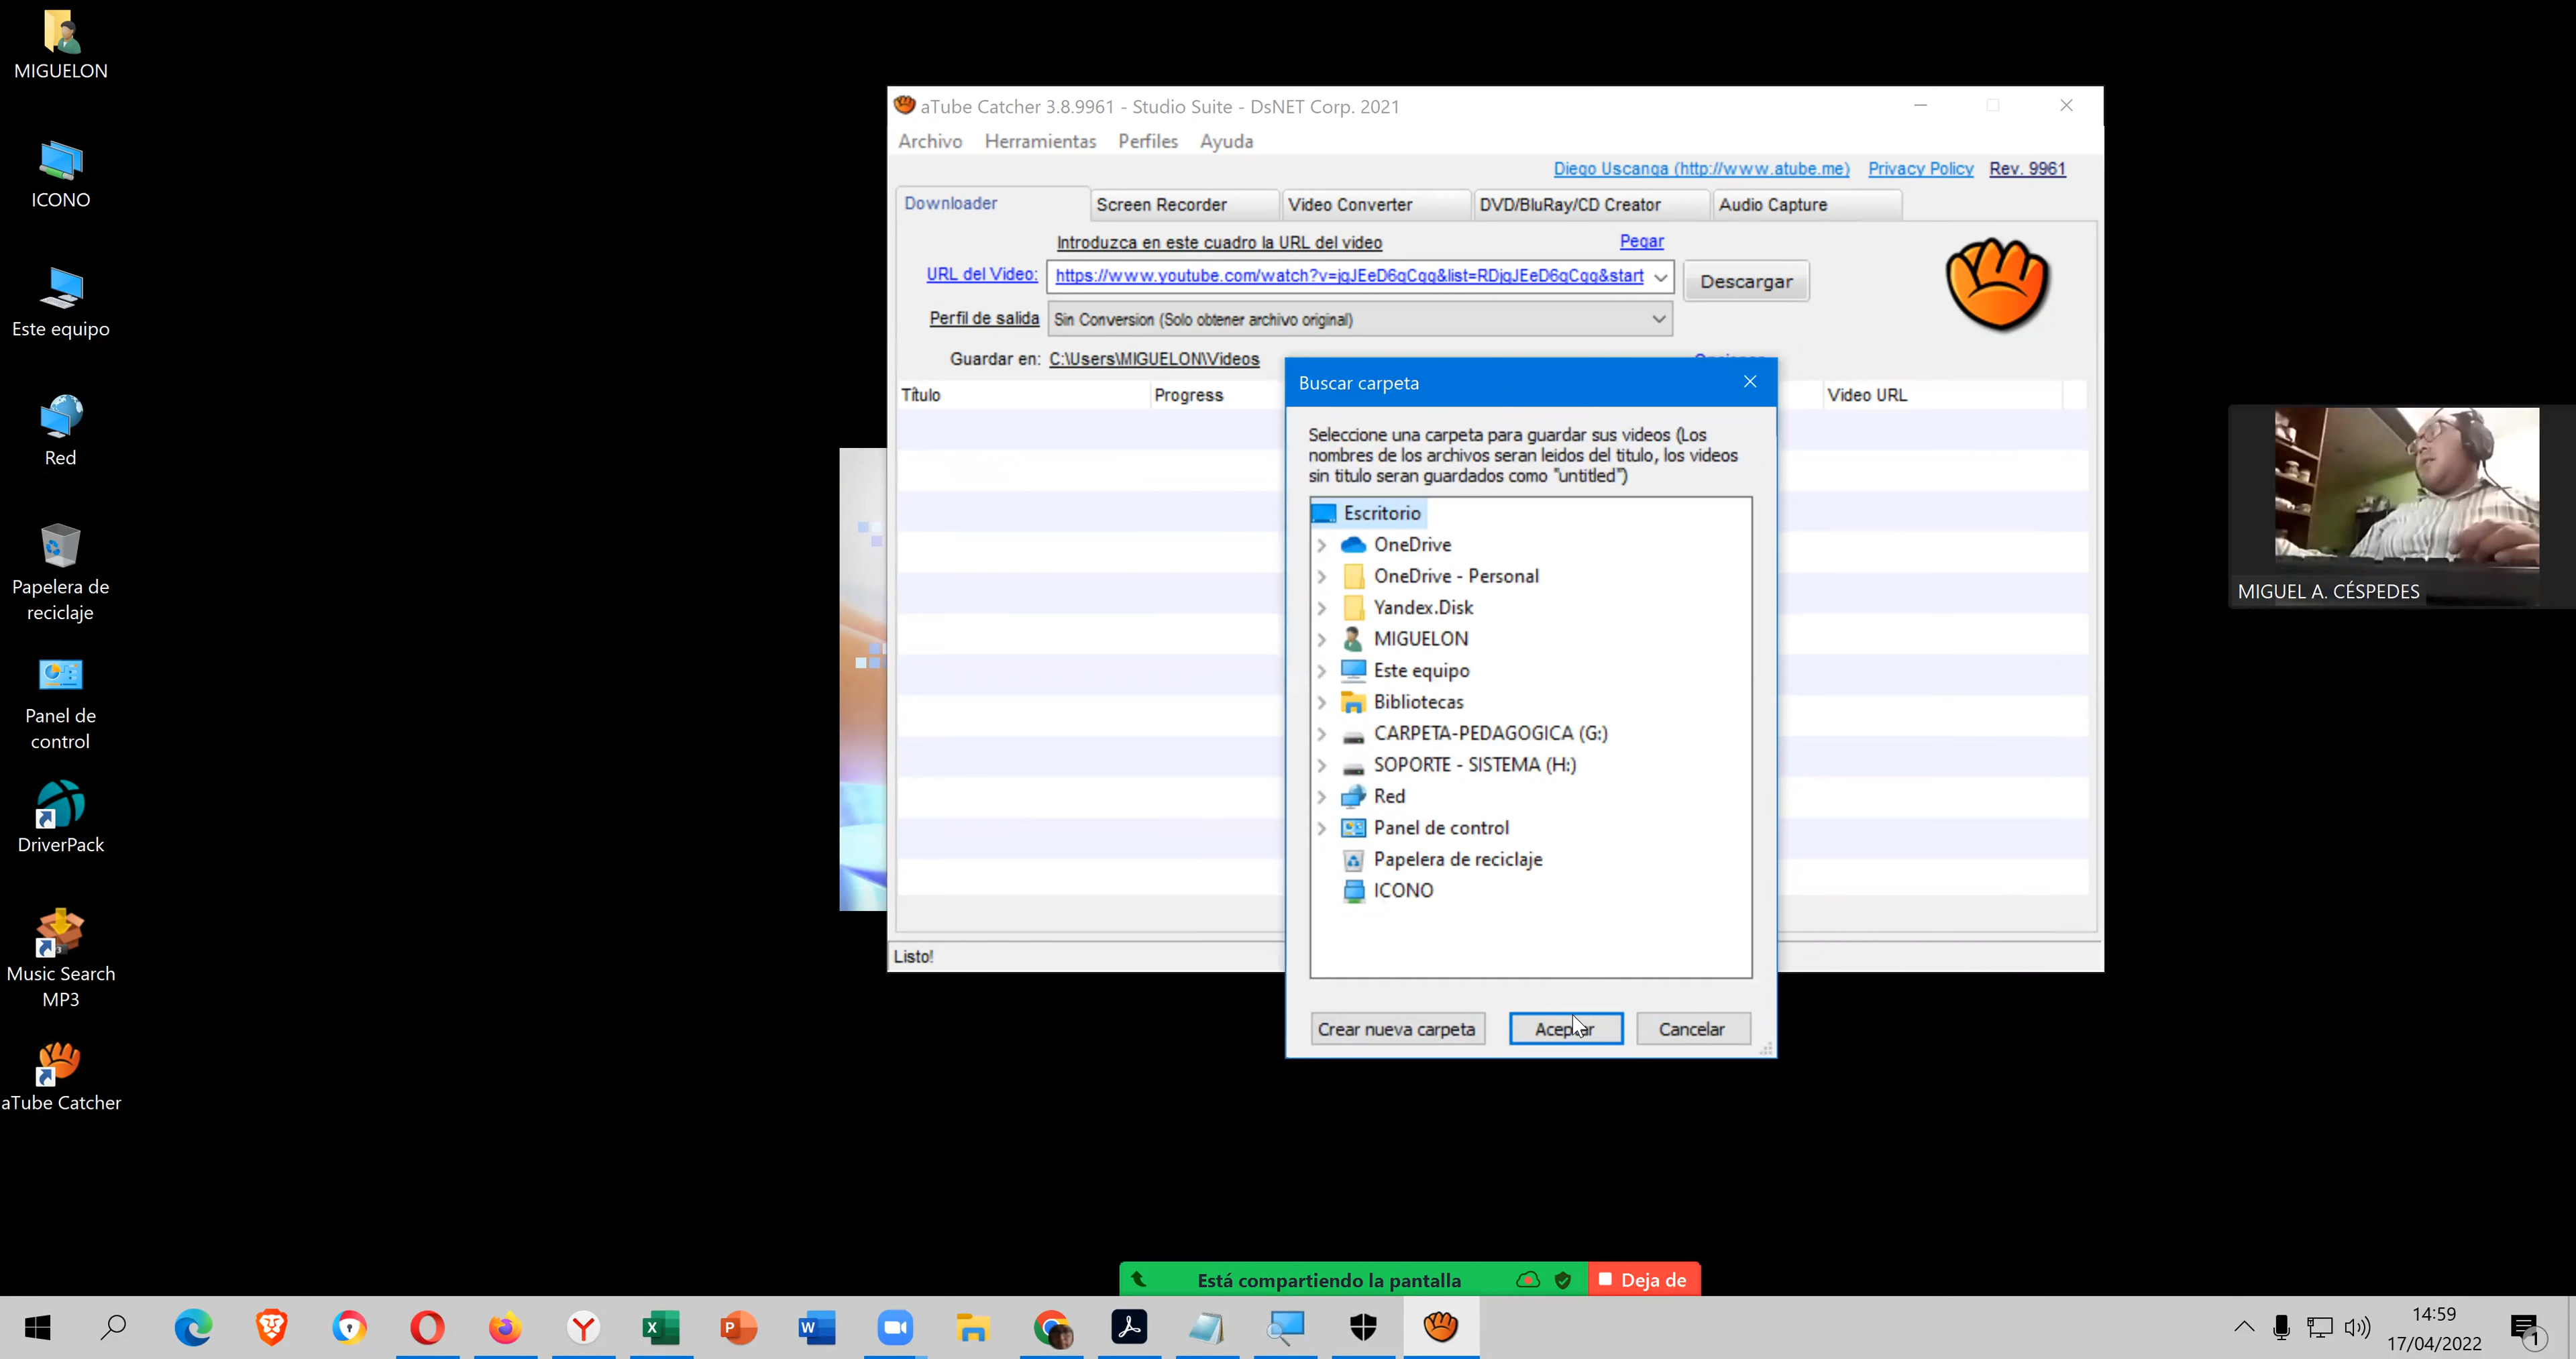 MIGUELON
ICONO
Este equipo
Red
Papelera de
reciclaje
Panel de
control
DriverPack
Music Search
MP3
aTube Catcher
aTube Catcher 3.8.9961 - Studio Suite - DsNET Corp. 2021
Archivo Herramientas Perfiles Ayuda
Diego Uscanga (http://www.atube.me) Privacy Policy Rev. 9961
Downloader Screen Recorder Video Converter DVD/BluRay/CD Creator Audio Capture
Introduzca en este cuadro la URL del video Pegar
URL del Video: https://www.youtube.com/watch?v=jgJEeD6qCqg&list=RDjgJEeD6qCqg&start Descargar
Perfil de salida Sin Conversion (Solo obtener archivo original)
Guardar en: C:\Users\MIGUELON\Videos
Título Progress Video URL
Buscar carpeta
Seleccione una carpeta para guardar sus videos (Los
nombres de los archivos seran leidos del titulo, los videos
sin titulo seran guardados como "untitled")
Escritorio
OneDrive
OneDrive - Personal
Yandex.Disk
MIGUELON
Este equipo
Bibliotecas
CARPETA-PEDAGOGICA (G:)
SOPORTE - SISTEMA (H:)
Red
Panel de control
Papelera de reciclaje
ICONO
Crear nueva carpeta Aceptar Cancelar
Listo!
MIGUEL A. CÉSPEDES
Está compartiendo la pantalla Deja de
14:59
17/04/2022
1